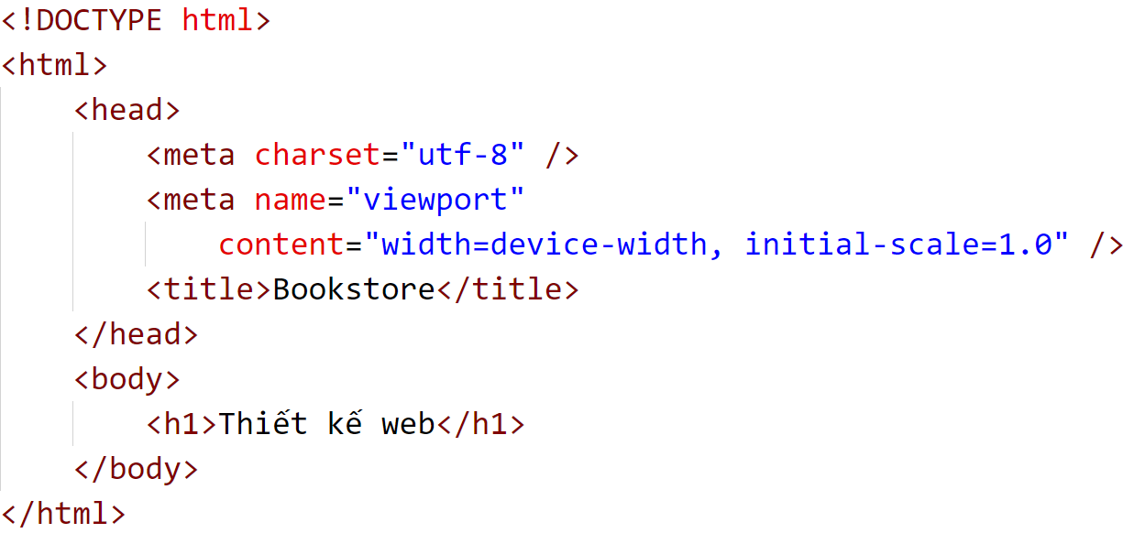 <!DOCTYPE html>
<html>
    <head>
        <meta charset="utf-8" />
        <meta name="viewport"
            content="width=device-width, initial-scale=1.0" />
        <title>Bookstore</title>
    </head>
    <body>
        <h1>Thiết kế web</h1>
    </body>
</html>